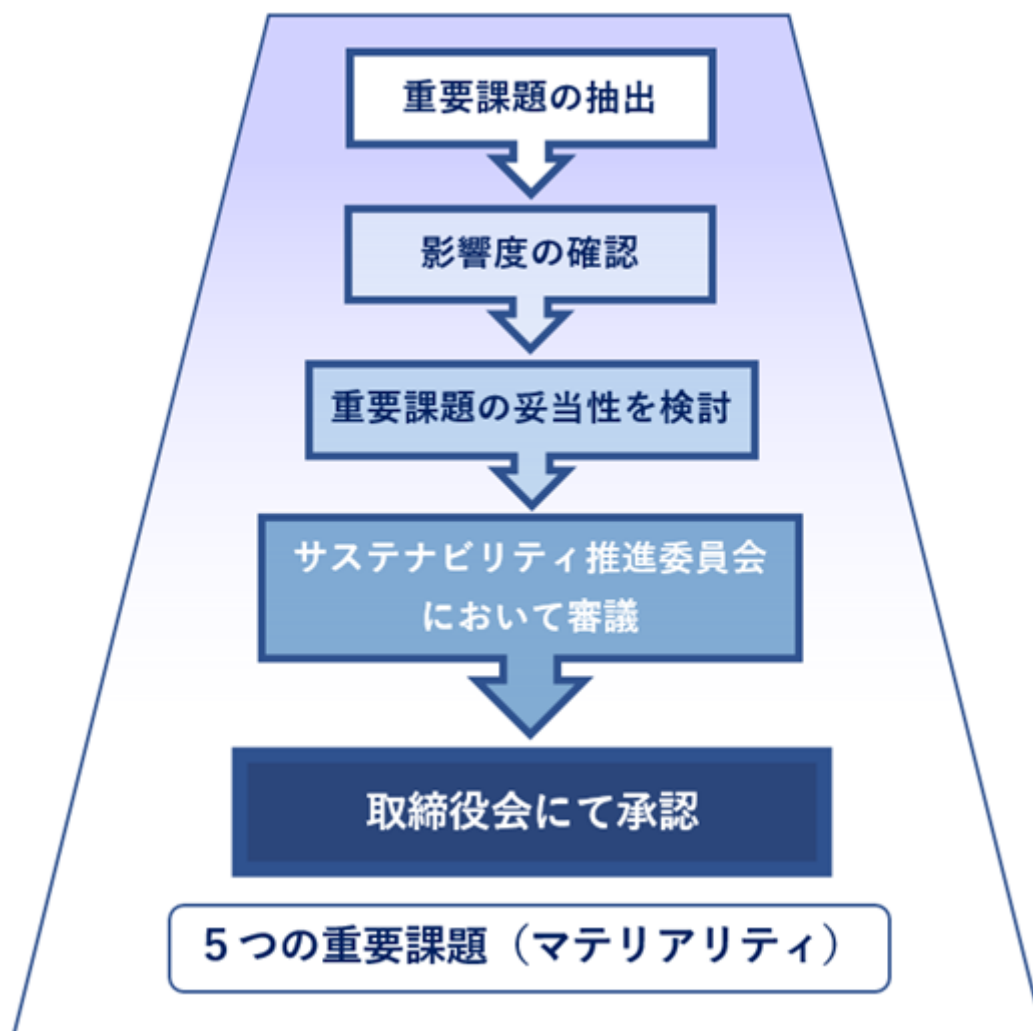 重要課題の抽出
影響度の確認
重要課題の妥当性を検討
サステナビリティ推進委員会
において審議
取締役会にて承認
5つの重要課題（マテリアリティ）